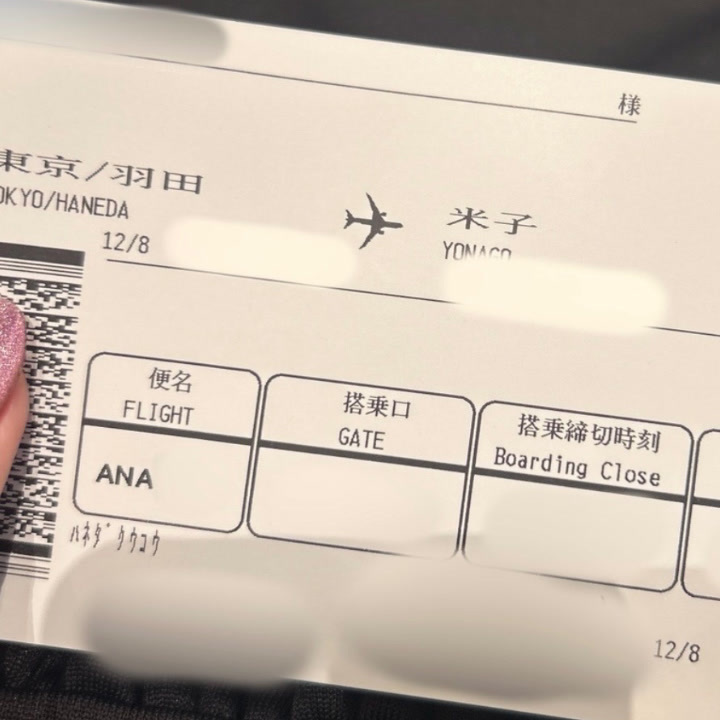 様
東京/羽田
OKYO/HANEDA
12/8
米子
YONAGO
便名
FLIGHT
搭乗口
GATE
搭乗締切時刻
Boarding Close
ANA
ﾊﾈﾀﾞｸｳｺｳ
12/8